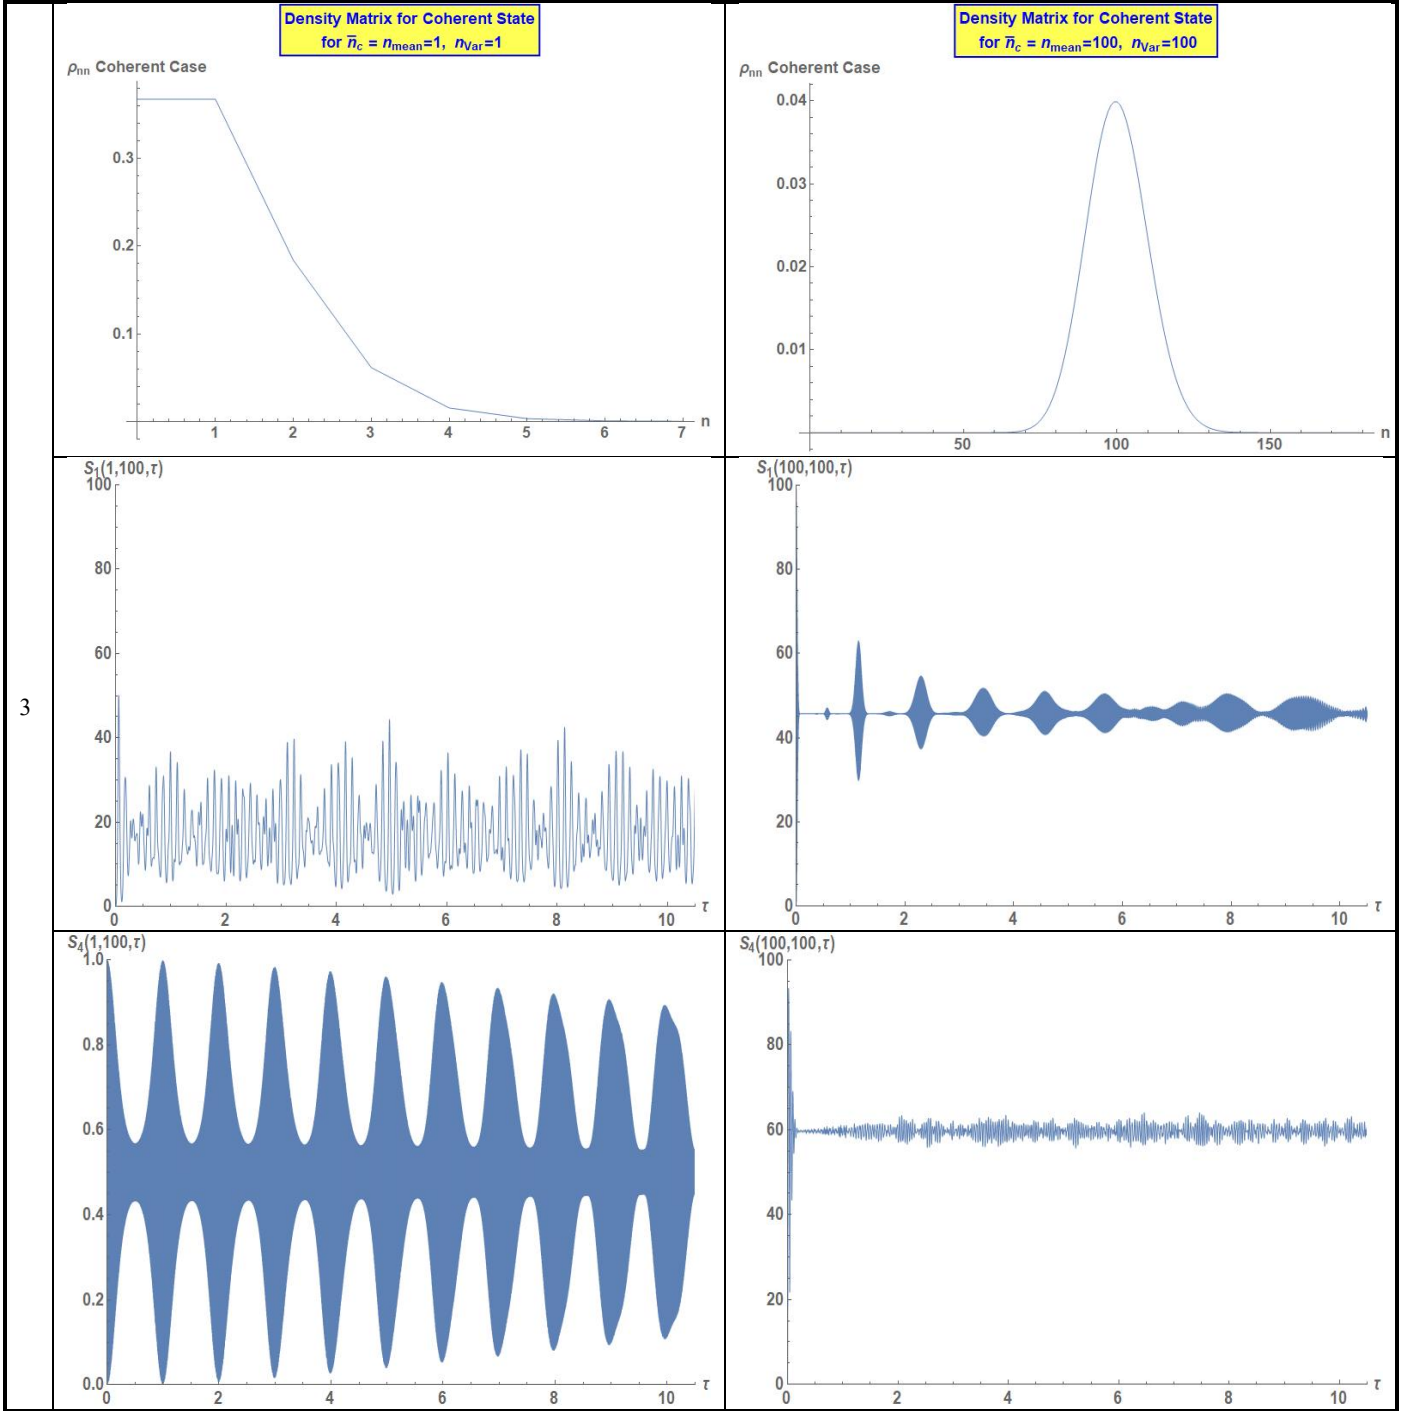 3
Density Matrix for Coherent State
for n̄c = nmean=1, nVar=1
ρnn Coherent Case
0.3
0.2
0.1
1 2 3 4 5 6 7 n
Density Matrix for Coherent State
for n̄c = nmean=100, nVar=100
ρnn Coherent Case
0.04
0.03
0.02
0.01
50 100 150 n
S1(1,100,τ)
100
80
60
40
20
0
0 2 4 6 8 10 τ
S1(100,100,τ)
100
80
60
40
20
0
0 2 4 6 8 10 τ
S4(1,100,τ)
1.0
0.8
0.6
0.4
0.2
0.0
0 2 4 6 8 10 τ
S4(100,100,τ)
100
80
60
40
20
0
0 2 4 6 8 10 τ